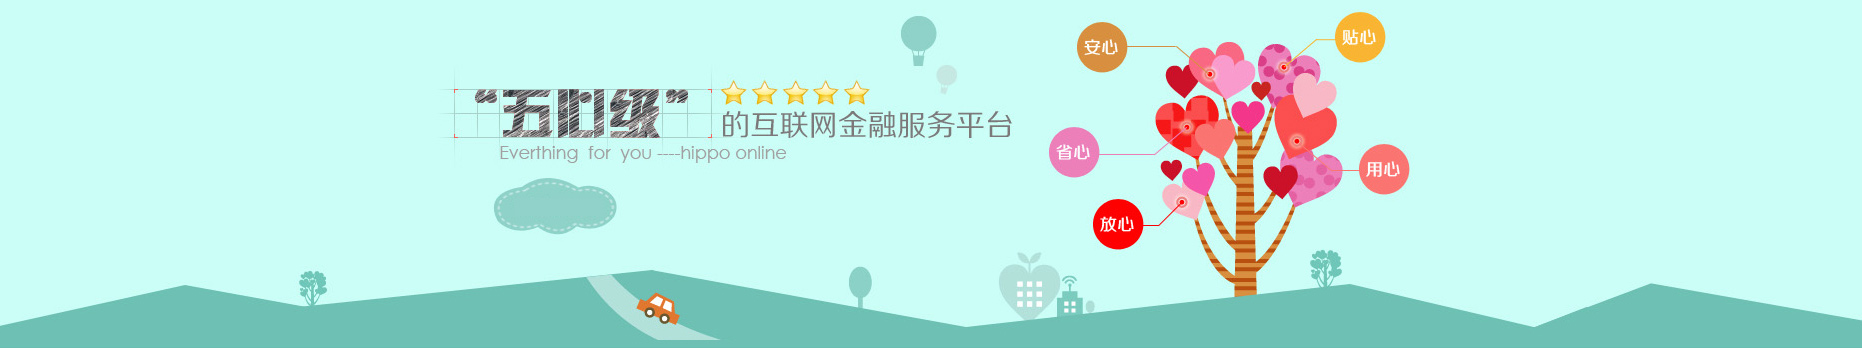 “五心级”
的互联网金融服务平台
Everthing for you ----hippo online
安心
贴心
省心
用心
放心